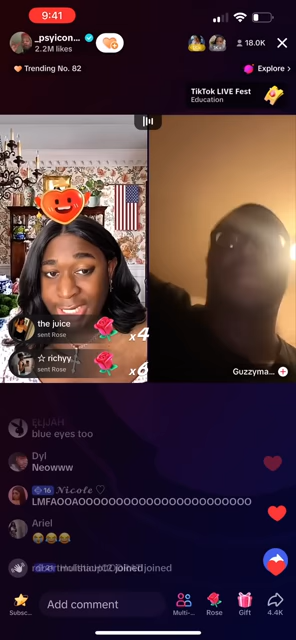 9:41
_psyicon...
2.2M likes
18.0K
Trending No. 82
Explore >
TikTok LIVE Fest
Education
the juice
sent Rose
x4
☆ richyy
sent Rose
Guzzyma...
ELIJAH
blue eyes too
Dyl
Neowww
16 𝓝𝓲𝓬𝓸𝓵𝓮 ♡
LMFAOOAOOOOOOOOOOOOOOOOOOOOOOO
Ariel
😂😂😂
joined
Subsc...
Add comment
Multi-...
Rose
Gift
4.4K